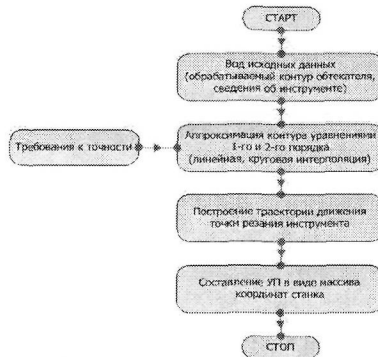 СТАРТ
Вод исходных данных
(обрабатываемый контур обтекателя,
сведения об инструменте)
Требования к точности
Аппроксимация контура уравнениями
1-го и 2-го порядка
(линейная, круговая интерполяция)
Построение траектории движения
точки резания инструмента
Составление УП в виде массива
координат станка
СТОП